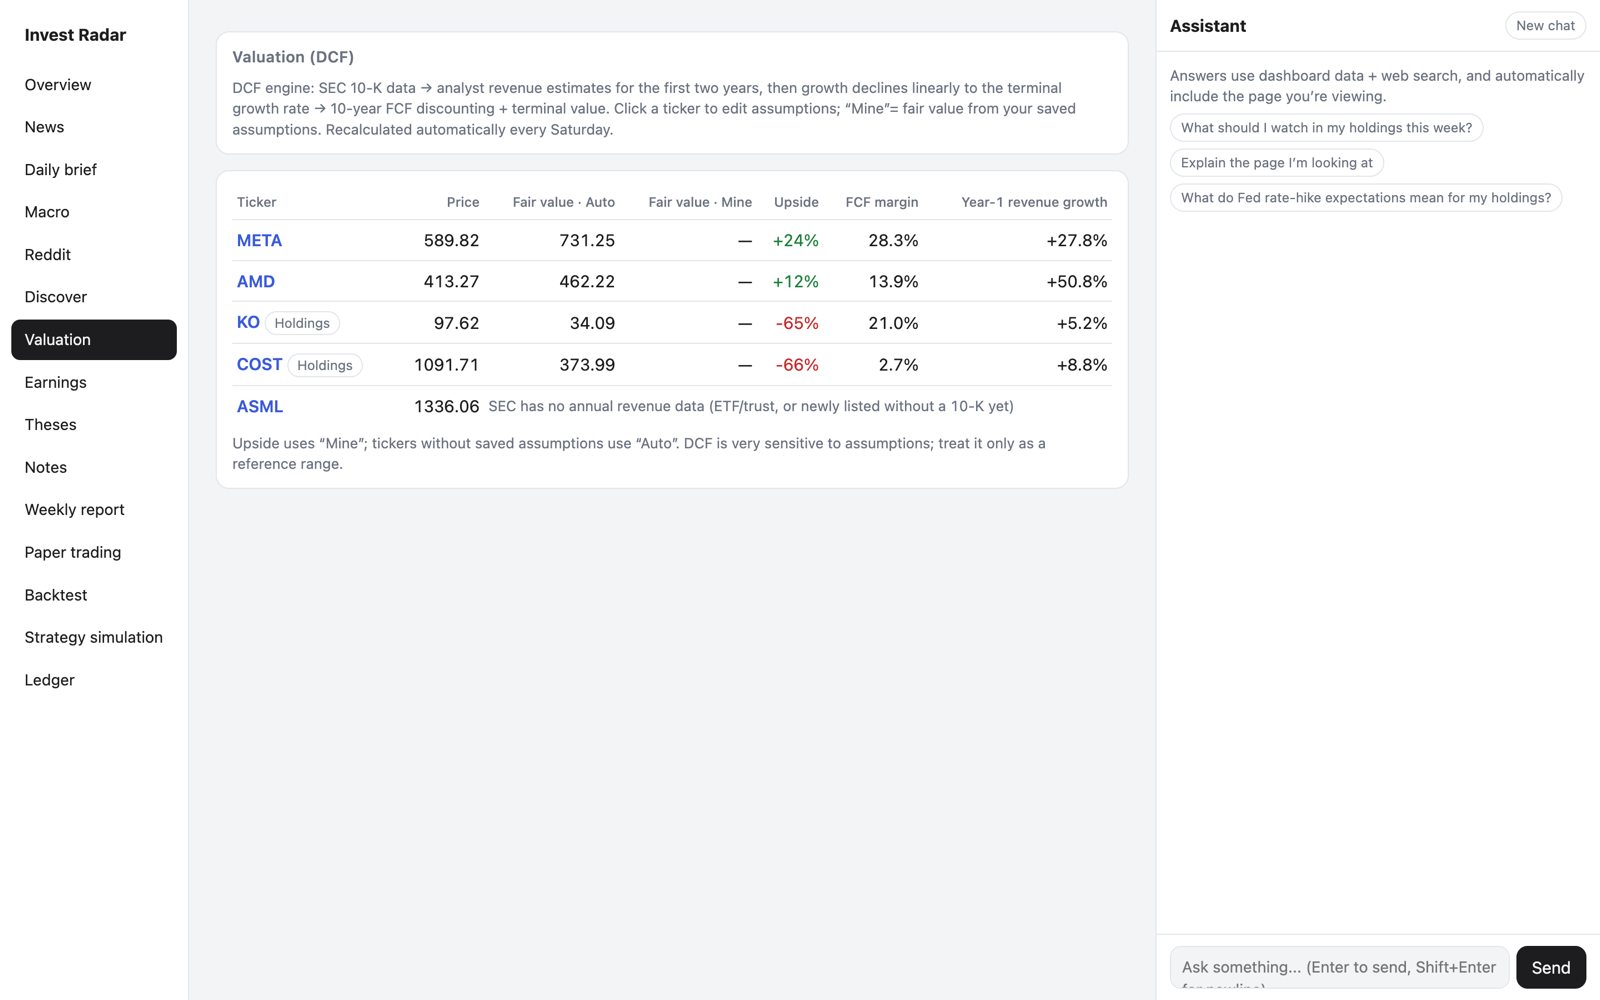 Invest Radar
Overview
News
Daily brief
Macro
Reddit
Discover
Valuation
Earnings
Theses
Notes
Weekly report
Paper trading
Backtest
Strategy simulation
Ledger
Valuation (DCF)
DCF engine: SEC 10-K data → analyst revenue estimates for the first two years, then growth declines linearly to the terminal
growth rate → 10-year FCF discounting + terminal value. Click a ticker to edit assumptions; “Mine”= fair value from your saved
assumptions. Recalculated automatically every Saturday.
Ticker Price Fair value · Auto Fair value · Mine Upside FCF margin Year-1 revenue growth
META 589.82 731.25 — +24% 28.3% +27.8%
AMD 413.27 462.22 — +12% 13.9% +50.8%
KO Holdings 97.62 34.09 — -65% 21.0% +5.2%
COST Holdings 1091.71 373.99 — -66% 2.7% +8.8%
ASML 1336.06 SEC has no annual revenue data (ETF/trust, or newly listed without a 10-K yet)
Upside uses “Mine”; tickers without saved assumptions use “Auto”. DCF is very sensitive to assumptions; treat it only as a
reference range.
Assistant
New chat
Answers use dashboard data + web search, and automatically
include the page you’re viewing.
What should I watch in my holdings this week?
Explain the page I’m looking at
What do Fed rate-hike expectations mean for my holdings?
Ask something... (Enter to send, Shift+Enter
for newline)
Send